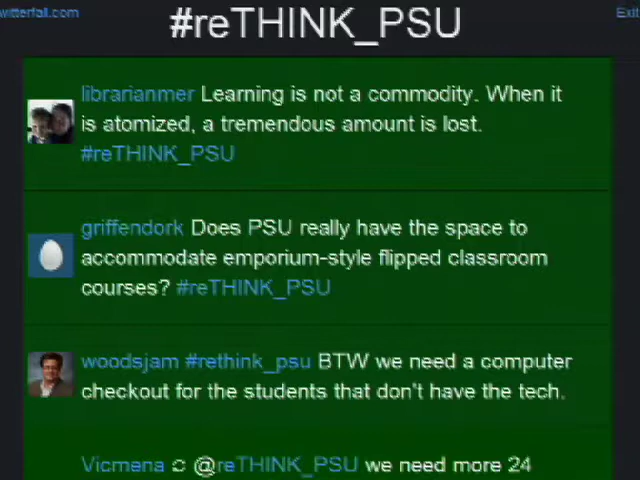 witterfall.com
#reTHINK_PSU
Exit
librarianmer Learning is not a commodity. When it
is atomized, a tremendous amount is lost.
#reTHINK_PSU
griffendork Does PSU really have the space to
accommodate emporium-style flipped classroom
courses? #reTHINK_PSU
woodsjam #rethink_psu BTW we need a computer
checkout for the students that don't have the tech.
Vicmena @reTHINK_PSU we need more 24